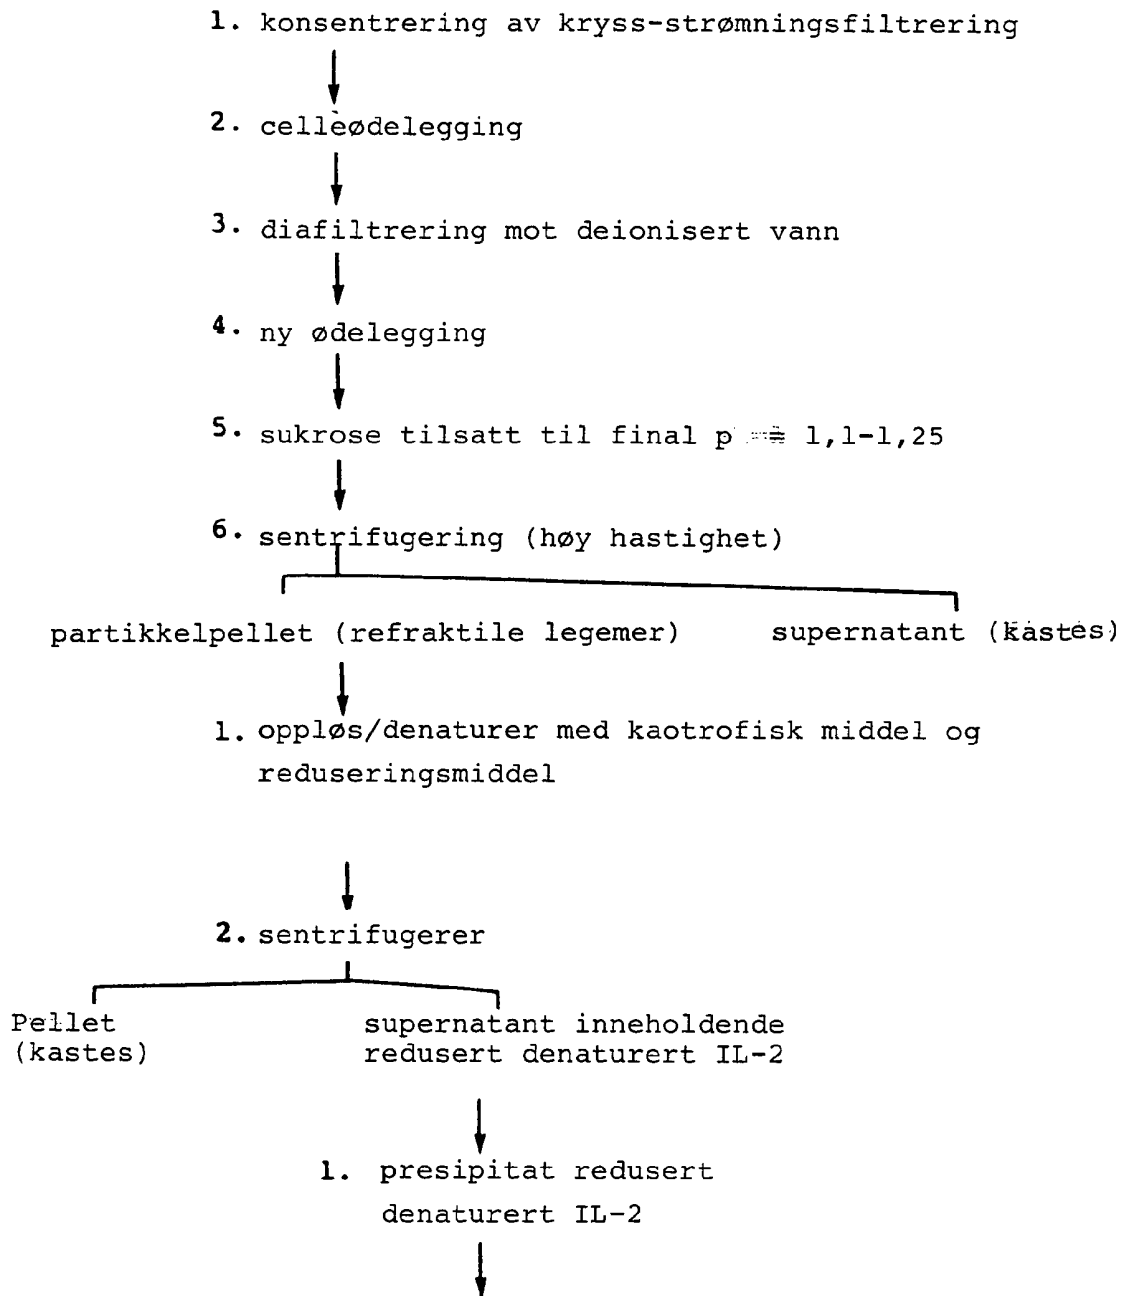 1. konsentrering av kryss-strømningsfiltrering
2. celleødelegging
3. diafiltrering mot deionisert vann
4. ny ødelegging
5. sukrose tilsatt til final p = 1,1-1,25
6. sentrifugering (høy hastighet)
partikkelpellet (refraktile legemer) supernatant (kastes)
1. oppløs/denaturer med kaotrofisk middel og
reduseringsmiddel
2. sentrifugerer
Pellet
(kastes)
supernatant inneholdende
redusert denaturert IL-2
1. presipitat redusert
denaturert IL-2